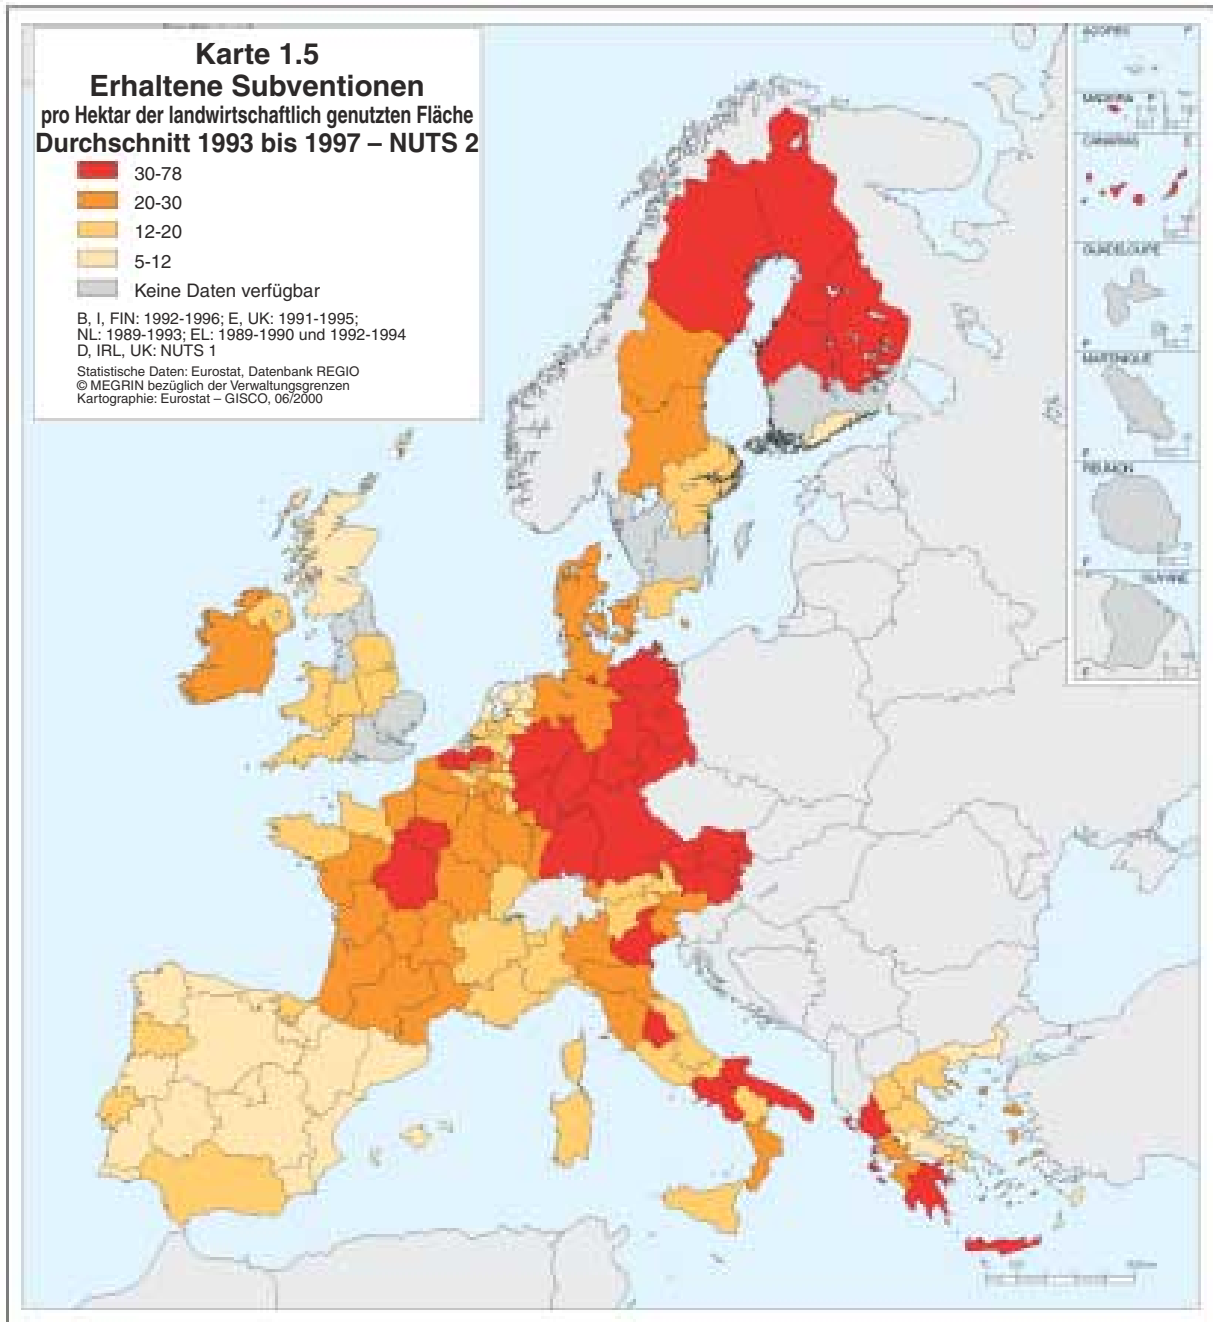 Karte 1.5
Erhaltene Subventionen
pro Hektar der landwirtschaftlich genutzten Fläche
Durchschnitt 1993 bis 1997 – NUTS 2
30-78
20-30
12-20
5-12
Keine Daten verfügbar
B, I, FIN: 1992-1996; E, UK: 1991-1995;
NL: 1989-1993; EL: 1989-1990 und 1992-1994
D, IRL, UK: NUTS 1
Statistische Daten: Eurostat, Datenbank REGIO
© MEGRIN bezüglich der Verwaltungsgrenzen
Kartographie: Eurostat – GISCO, 06/2000
AÇORES P
MADEIRA P
CANARIAS E
GUADELOUPE
F
MARTINIQUE
F
REUNION
F
GUYANE
F